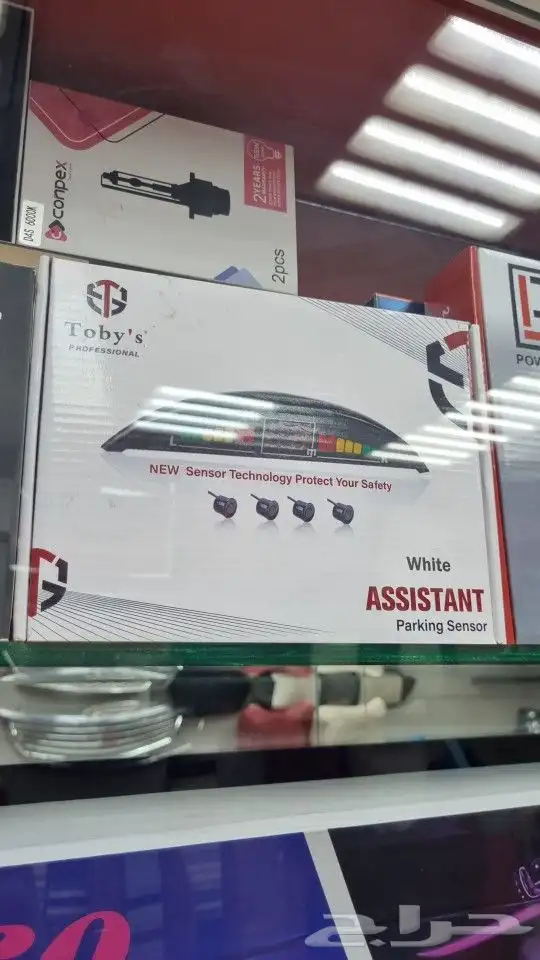 conpex
D4S 6000K
2YEARS
2pcs
Toby's
PROFESSIONAL
NEW Sensor Technology Protect Your Safety
White
ASSISTANT
Parking Sensor
POW
حراج